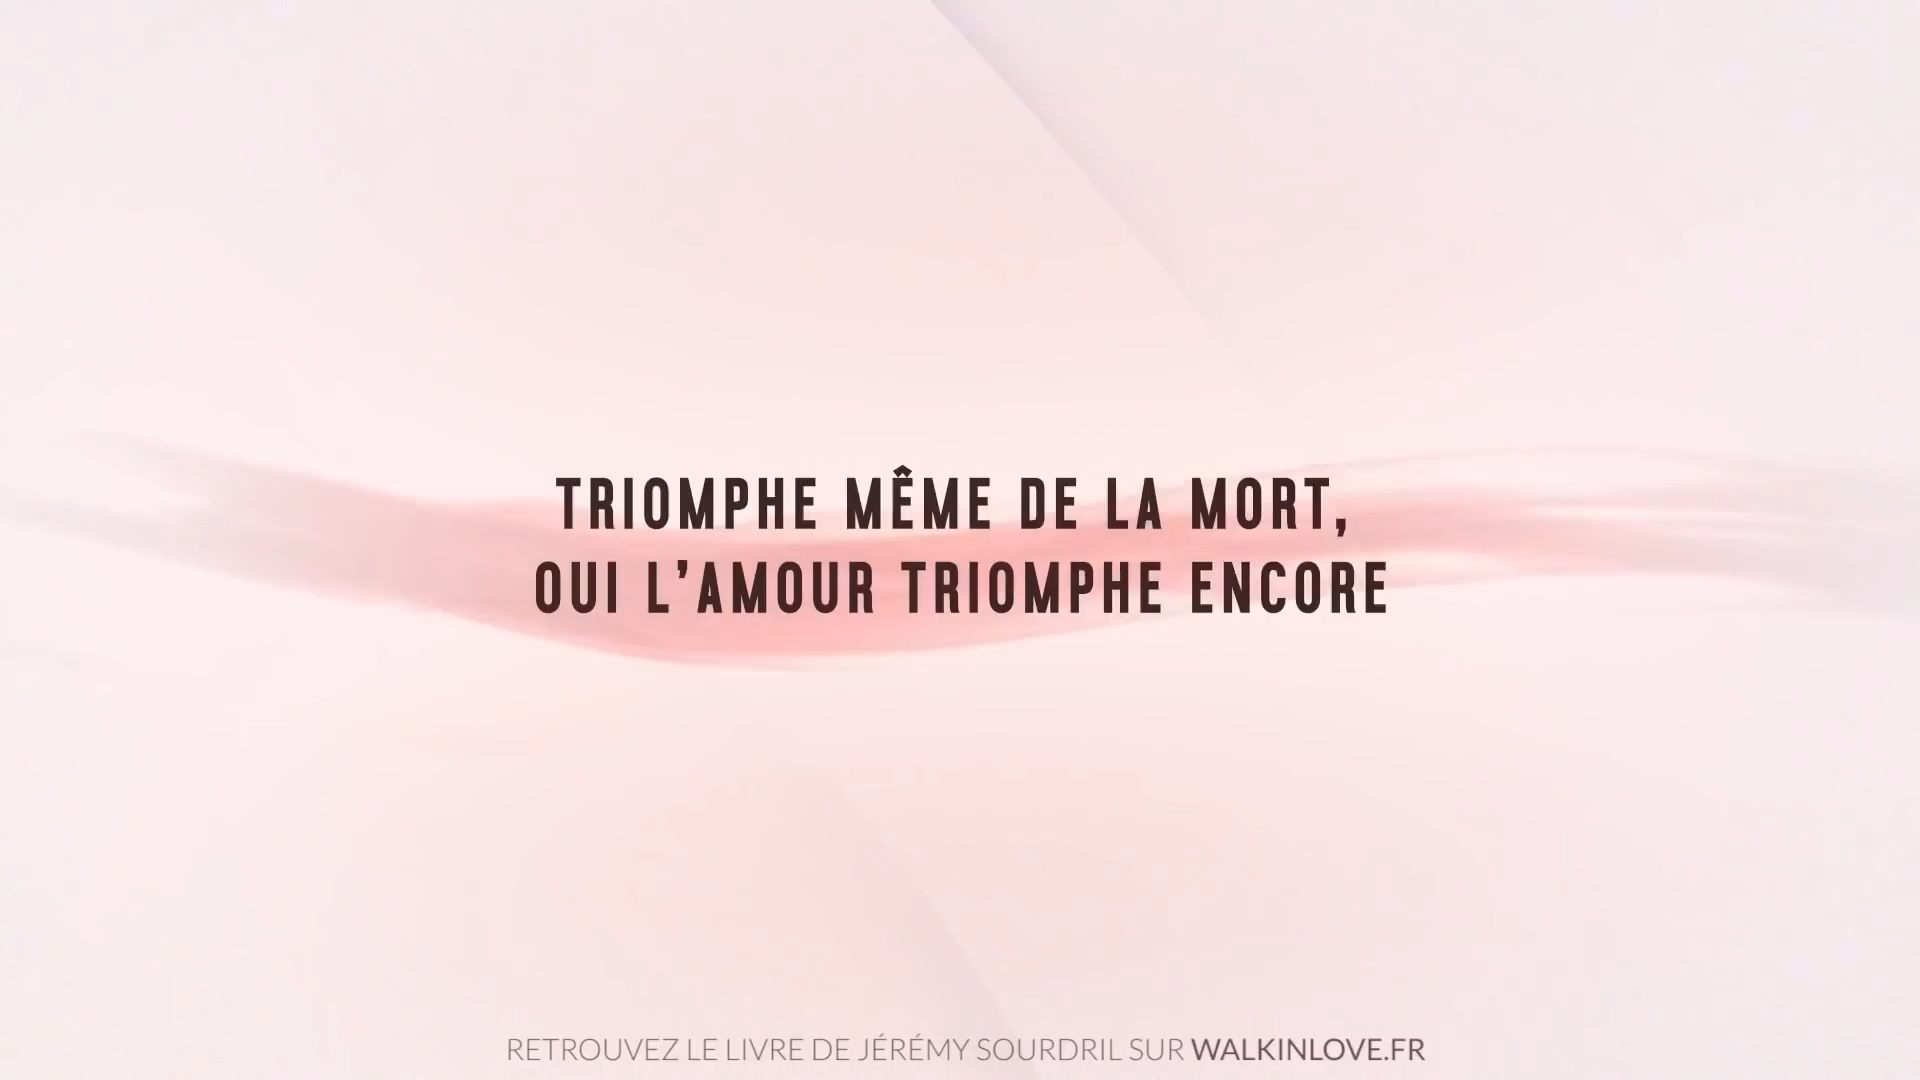 TRIOMPHE MÊME DE LA MORT,
OUI L’AMOUR TRIOMPHE ENCORE
RETROUVEZ LE LIVRE DE JÉRÉMY SOURDRIL SUR WALKINLOVE.FR